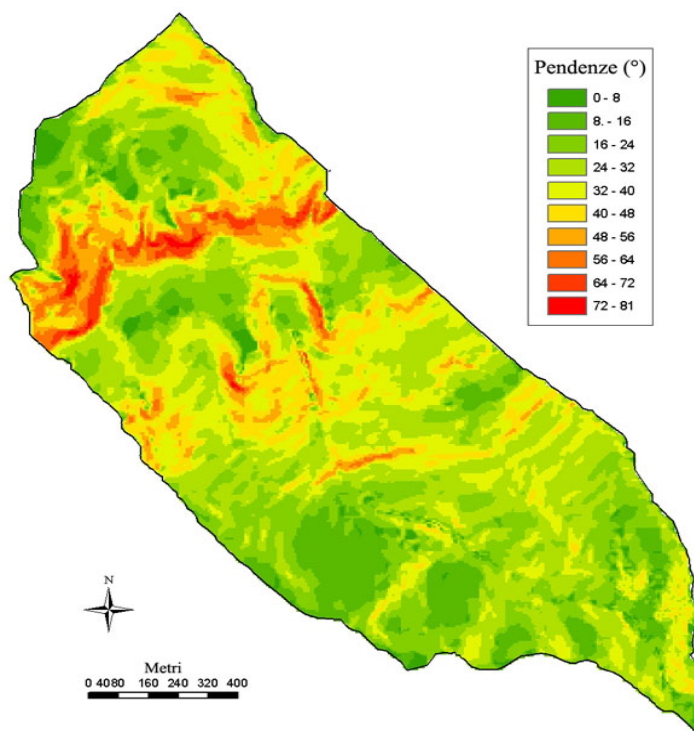 Pendenze (°)
0 - 8
8. - 16
16 - 24
24 - 32
32 - 40
40 - 48
48 - 56
56 - 64
64 - 72
72 - 81
N
Metri
0 40 80 160 240 320 400